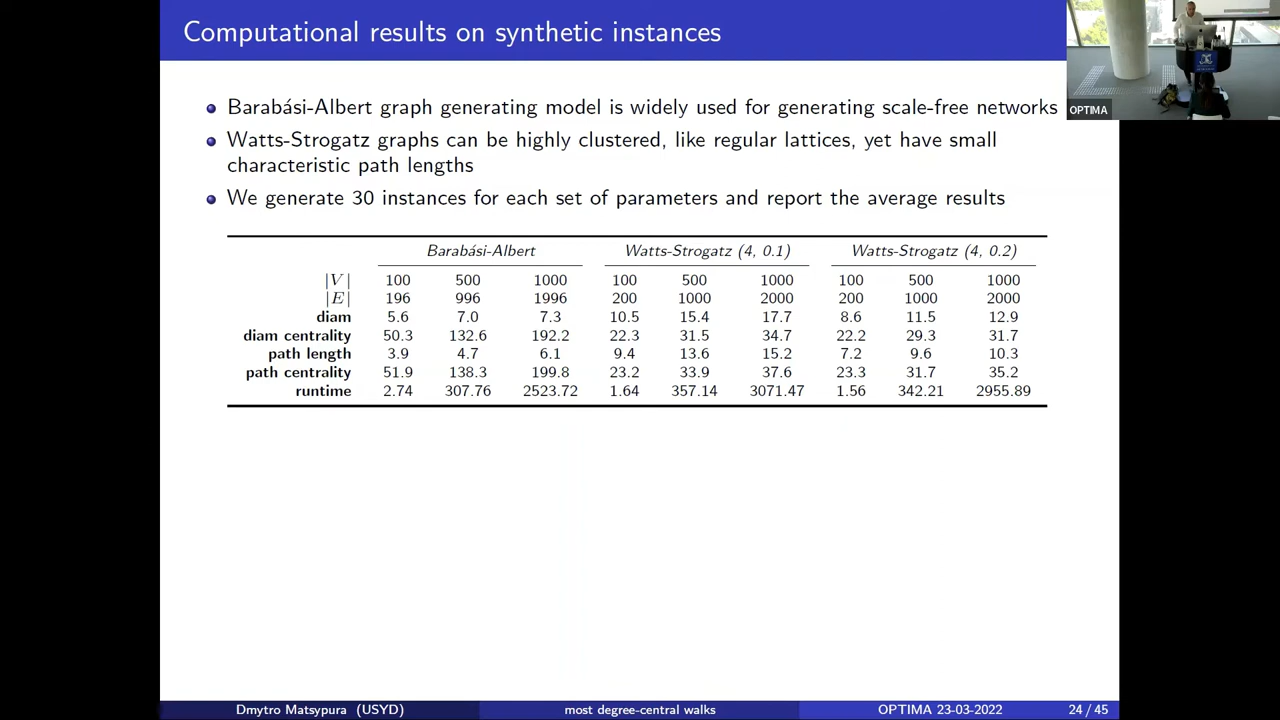 Computational results on synthetic instances
OPTIMA
Barabási-Albert graph generating model is widely used for generating scale-free networks
Watts-Strogatz graphs can be highly clustered, like regular lattices, yet have small
characteristic path lengths
We generate 30 instances for each set of parameters and report the average results
Barabási-Albert Watts-Strogatz (4, 0.1) Watts-Strogatz (4, 0.2)
|V| 100 500 1000 100 500 1000 100 500 1000
|E| 196 996 1996 200 1000 2000 200 1000 2000
diam 5.6 7.0 7.3 10.5 15.4 17.7 8.6 11.5 12.9
diam centrality 50.3 132.6 192.2 22.3 31.5 34.7 22.2 29.3 31.7
path length 3.9 4.7 6.1 9.4 13.6 15.2 7.2 9.6 10.3
path centrality 51.9 138.3 199.8 23.2 33.9 37.6 23.3 31.7 35.2
runtime 2.74 307.76 2523.72 1.64 357.14 3071.47 1.56 342.21 2955.89
Dmytro Matsypura (USYD) most degree-central walks OPTIMA 23-03-2022 24 / 45